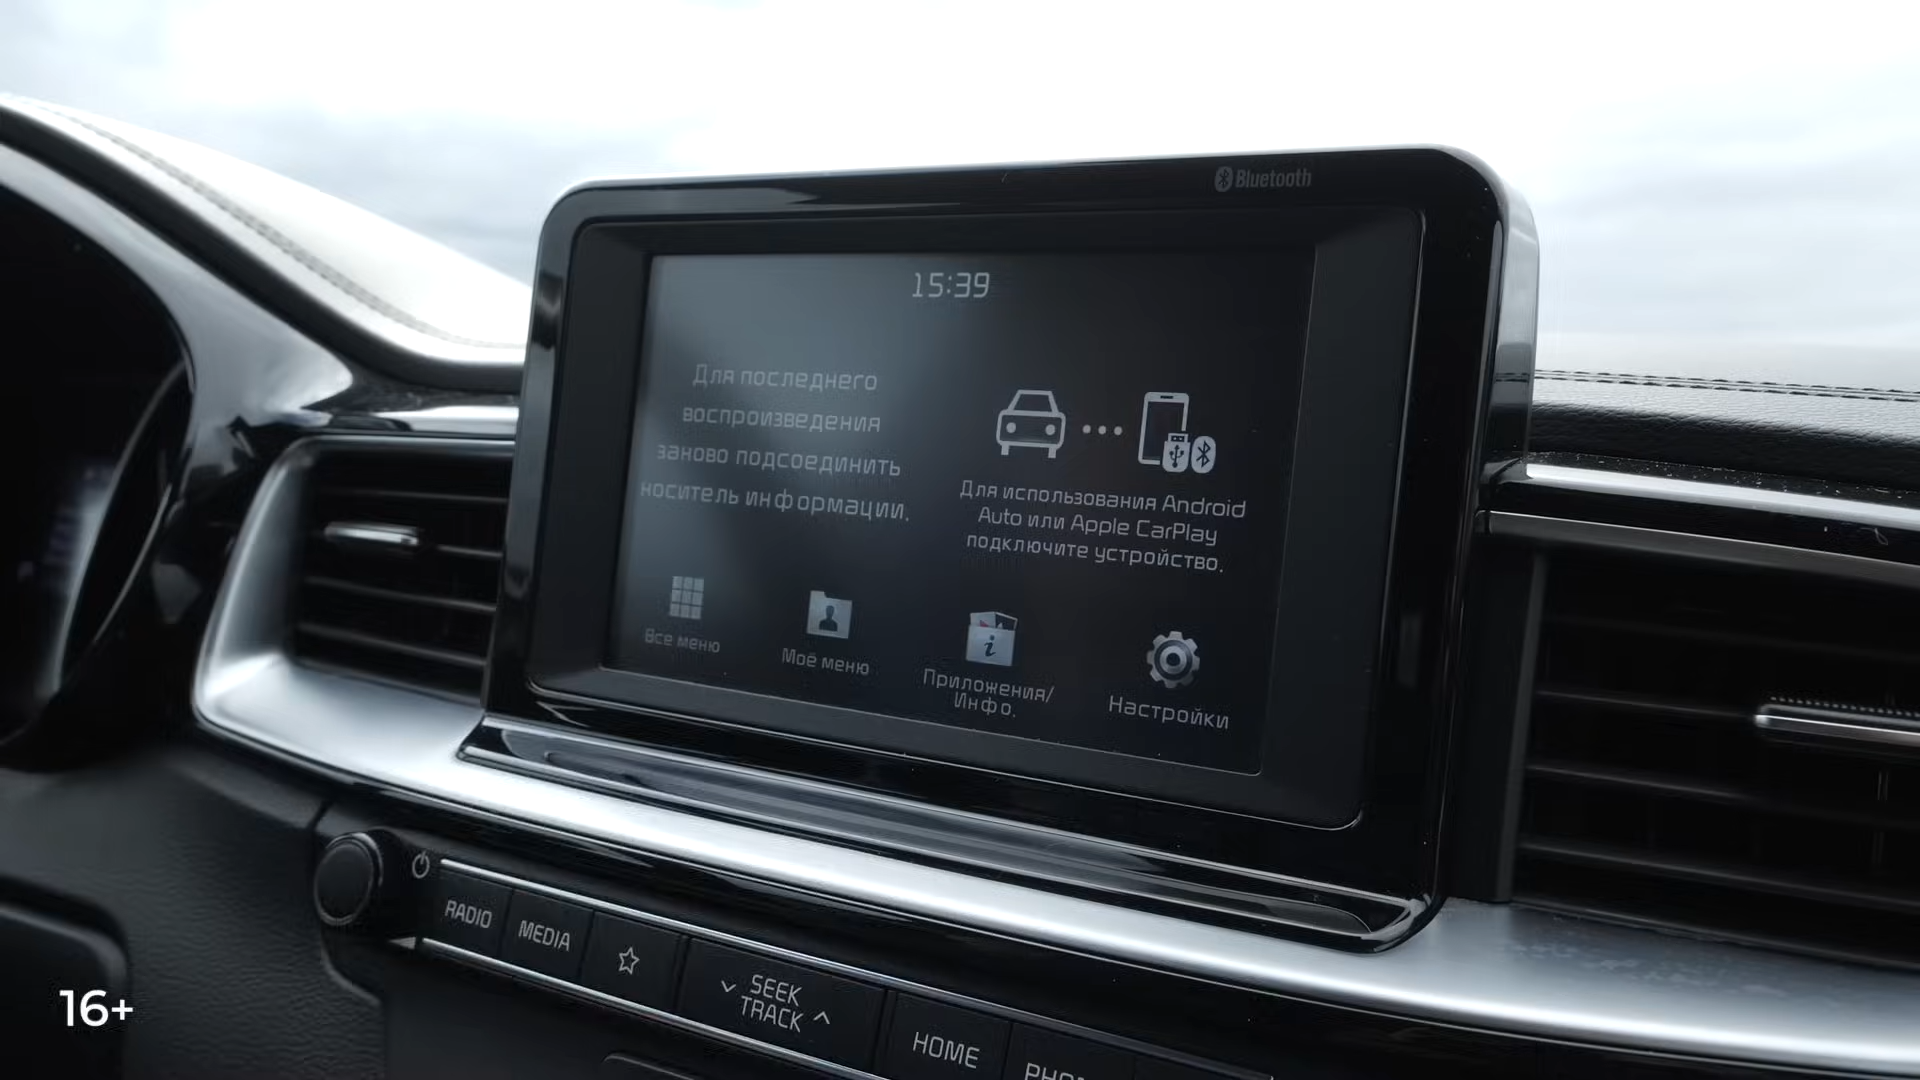 Bluetooth
15:39
Для последнего
воспроизведения
заново подсоединить
носитель информации.
Для использования Android
Auto или Apple CarPlay
подключите устройство.
Все меню
Моё меню
Приложения/
Инфо.
Настройки
RADIO
MEDIA
SEEK
TRACK
HOME
16+